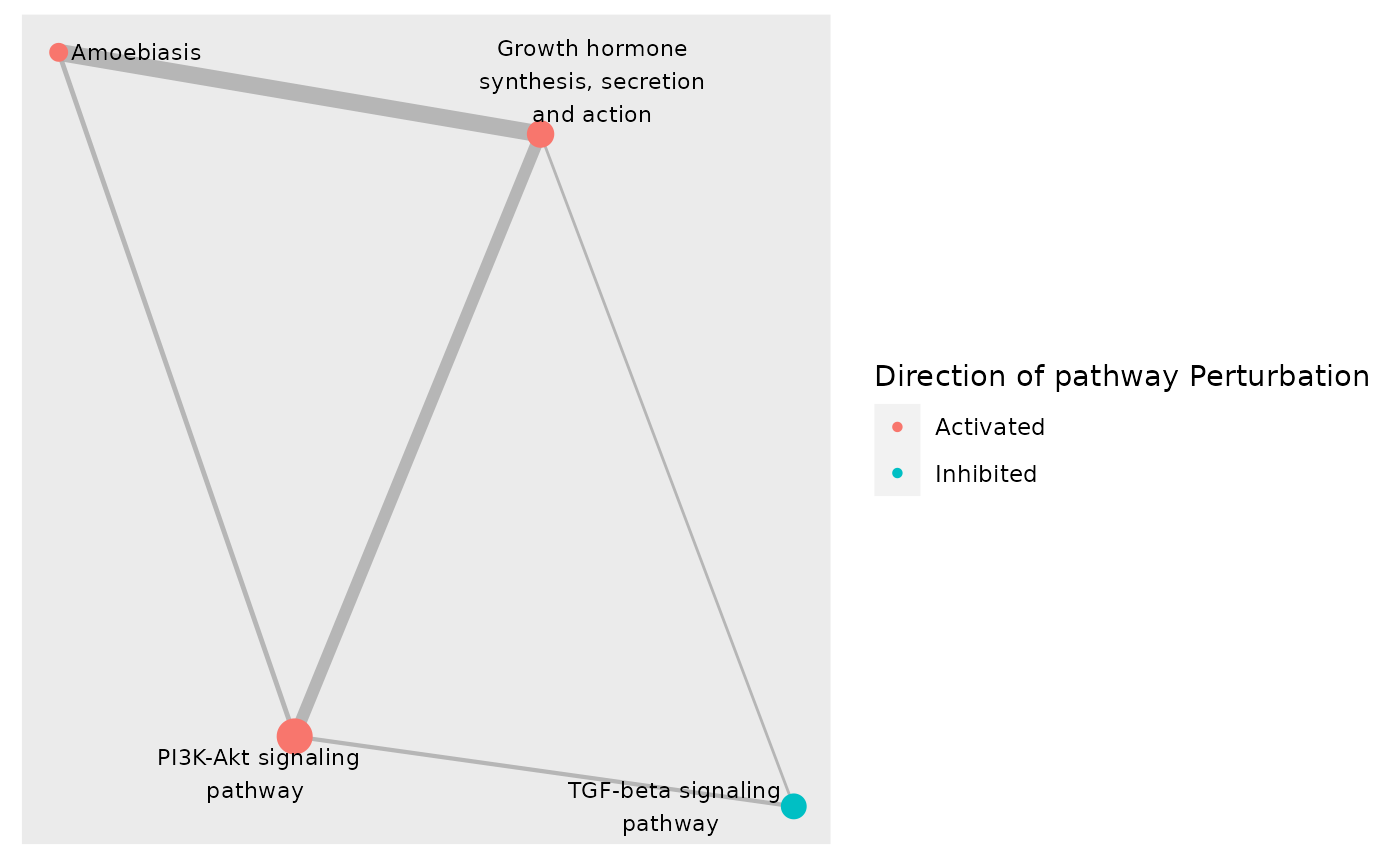 Amoebiasis
Growth hormone
synthesis, secretion
and action
PI3K-Akt signaling
pathway
TGF-beta signaling
pathway
Direction of pathway Perturbation
Activated
Inhibited